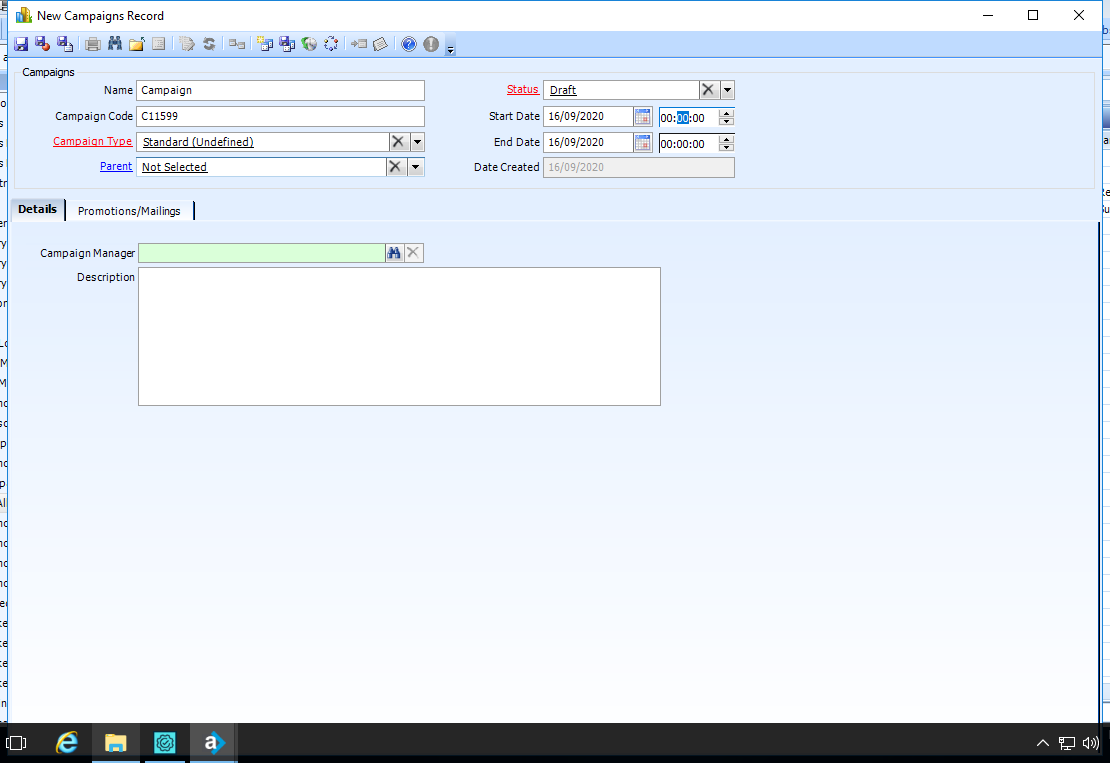 New Campaigns Record
Campaigns
Name Campaign Status Draft
Campaign Code C11599 Start Date 16/09/2020 00:00:00
Campaign Type Standard (Undefined) End Date 16/09/2020 00:00:00
Parent Not Selected Date Created 16/09/2020
Details Promotions/Mailings
Campaign Manager
Description